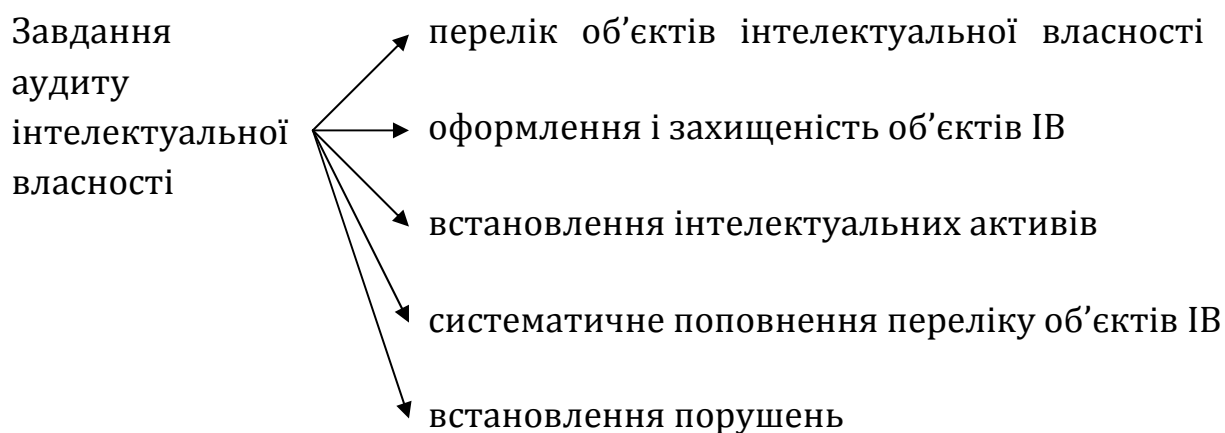 Завдання
аудиту
інтелектуальної
власності
перелік об’єктів інтелектуальної власності
оформлення і захищеність об’єктів ІВ
встановлення інтелектуальних активів
систематичне поповнення переліку об’єктів ІВ
встановлення порушень